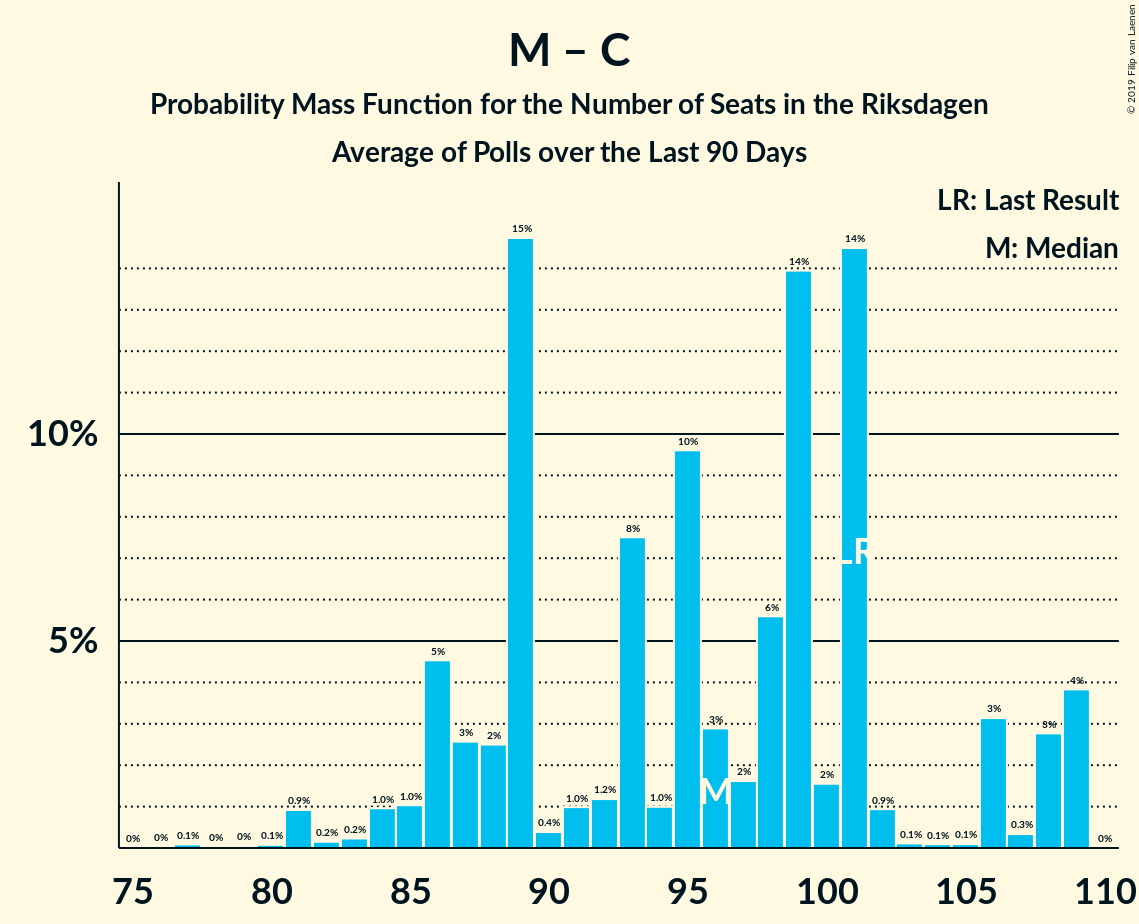 © 2019 Filip van Laenen
M – C
Probability Mass Function for the Number of Seats in the Riksdagen
Average of Polls over the Last 90 Days
LR: Last Result
M: Median
10%
5%
0% 0% 0.1% 0% 0% 0.1% 0.9% 0.2% 0.2% 1.0% 1.0% 5% 3% 2% 15% 0.4% 1.0% 1.2% 8% 1.0% 10% 3% 2% 6% 14% 2% 14% 0.9% 0.1% 0.1% 0.1% 3% 0.3% 3% 4% 0%
LR
M
75 80 85 90 95 100 105 110